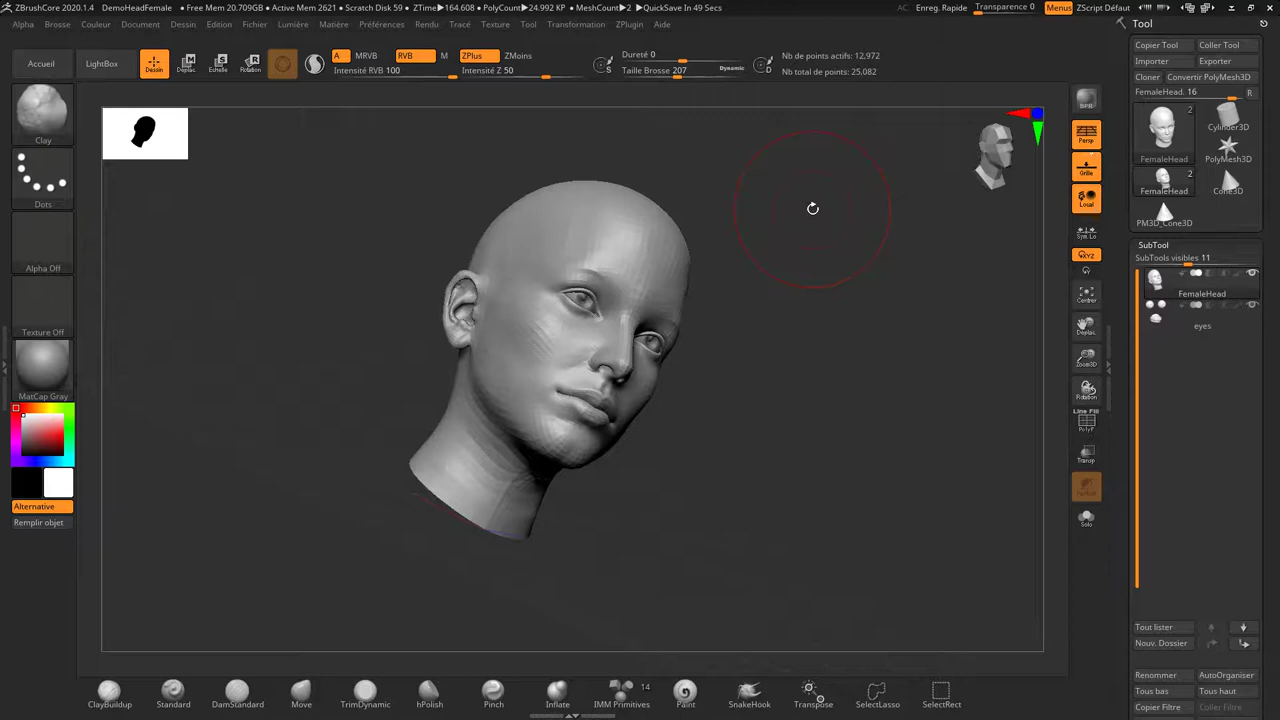 ZBrushCore 2020.1.4 DemoHeadFemale • Free Mem 20.709GB • Active Mem 2621 • Scratch Disk 59 • ZTime▶164.608 • PolyCount▶24.992 KP • MeshCount▶2 ▶QuickSave In 49 Secs AC Enreg. Rapide Transparence 0 Menus ZScript Défaut
Alpha Brosse Couleur Document Dessin Edition Fichier Lumière Matière Préférences Rendu Tracé Texture Tool Transformation ZPlugin Aide
Tool
Copier Tool Coller Tool
Importer Exporter
Cloner Convertir PolyMesh3D
FemaleHead. 16 R
Accueil LightBox Dessin Deplac. Echelle Rotation
A MRVB RVB M ZPlus ZMoins
Intensité RVB 100 Intensité Z 50
Dureté 0
Taille Brosse 207 Dynamic
Nb de points actifs: 12,972
Nb total de points: 25,082
Clay
Dots
Alpha Off
Texture Off
MatCap Gray
Alternative
Remplir objet
BPR
Persp
Grille
Local
Sym. Lo
XYZ
Centrer
Deplac.
Zoom3D
Rotation
Line Fill
PolyF
Transp
Solo
2
Cylinder3D
FemaleHead PolyMesh3D
2
FemaleHead Cone3D
PM3D_Cone3D
SubTool
SubTools visibles 11
FemaleHead
eyes
Tout lister
Nouv. Dossier
Renommer AutoOrganiser
Tous bas Tous haut
Copier Filtre Coller Filtre
ClayBuildup Standard DamStandard Move TrimDynamic hPolish Pinch Inflate IMM Primitives 14 Paint SnakeHook Transpose SelectLasso SelectRect